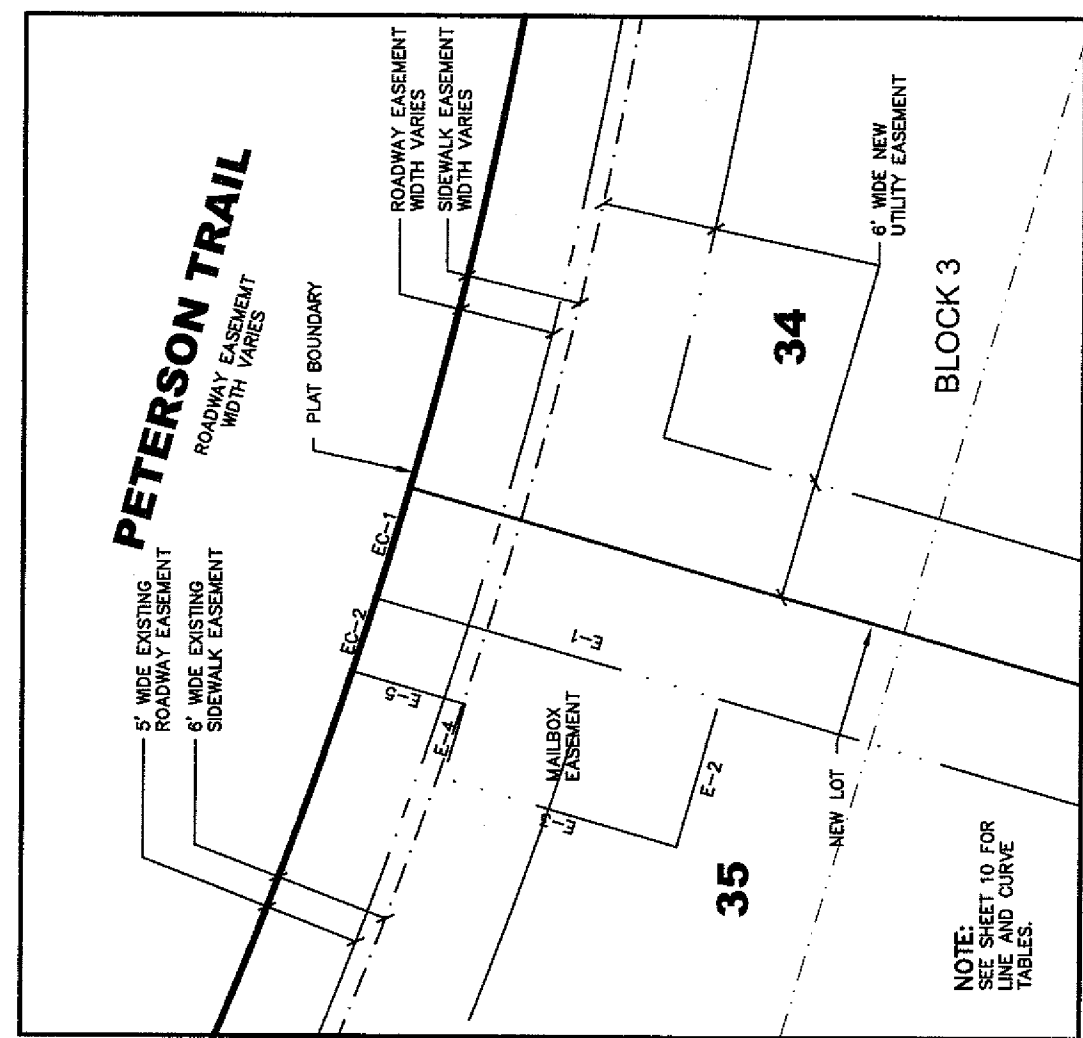 PETERSON TRAIL
ROADWAY EASEMEMT
WIDTH VARIES
ROADWAY EASEMENT
WIDTH VARIES
SIDEWALK EASEMENT
WIDTH VARIES
5' WIDE EXISTING
ROADWAY EASEMENT
6' WIDE EXISTING
SIDEWALK EASEMENT
PLAT BOUNDARY
6' WIDE NEW
UTILITY EASEMENT
EC-1
EC-2
E-1
E-5
E-4
MAILBOX
EASEMENT
E-3
E-2
34
BLOCK 3
35
NEW LOT
NOTE:
SEE SHEET 10 FOR
LINE AND CURVE
TABLES.